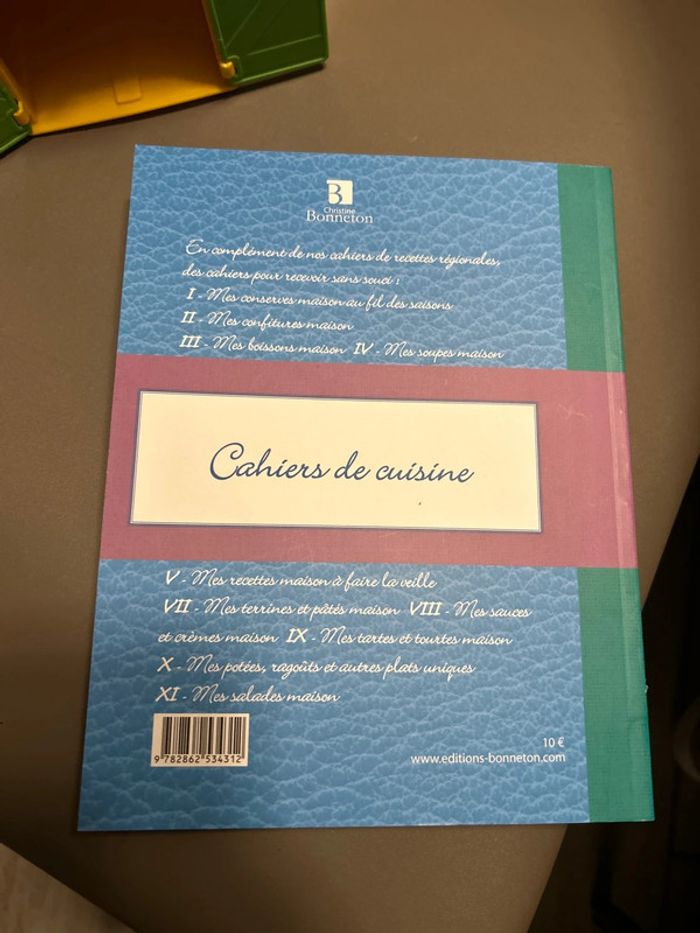 B
Christine
Bonneton
En complément de nos cahiers de recettes régionales,
des cahiers pour recevoir sans souci :
I - Mes conserves maison au fil des saisons
II - Mes confitures maison
III - Mes boissons maison IV - Mes soupes maison
Cahiers de cuisine
V - Mes recettes maison à faire la veille
VII - Mes terrines et pâtés maison VIII - Mes sauces
et crèmes maison IX - Mes tartes et tourtes maison
X - Mes potées, ragoûts et autres plats uniques
XI - Mes salades maison
10 €
www.editions-bonneton.com
9 782862 534312